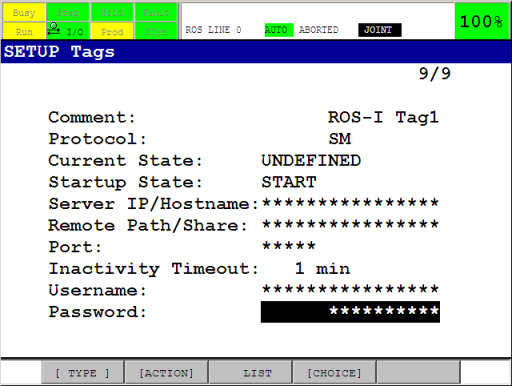 Busy Step Hold Fault
Run I/O Prod TCyc
ROS LINE 0 AUTO ABORTED JOINT
100%
SETUP Tags
9/9
Comment: ROS-I Tag1
Protocol: SM
Current State: UNDEFINED
Startup State: START
Server IP/Hostname:****************
Remote Path/Share: ****************
Port: *****
Inactivity Timeout: 1 min
Username: ****************
Password: **********
[ TYPE ] [ACTION] LIST [CHOICE]